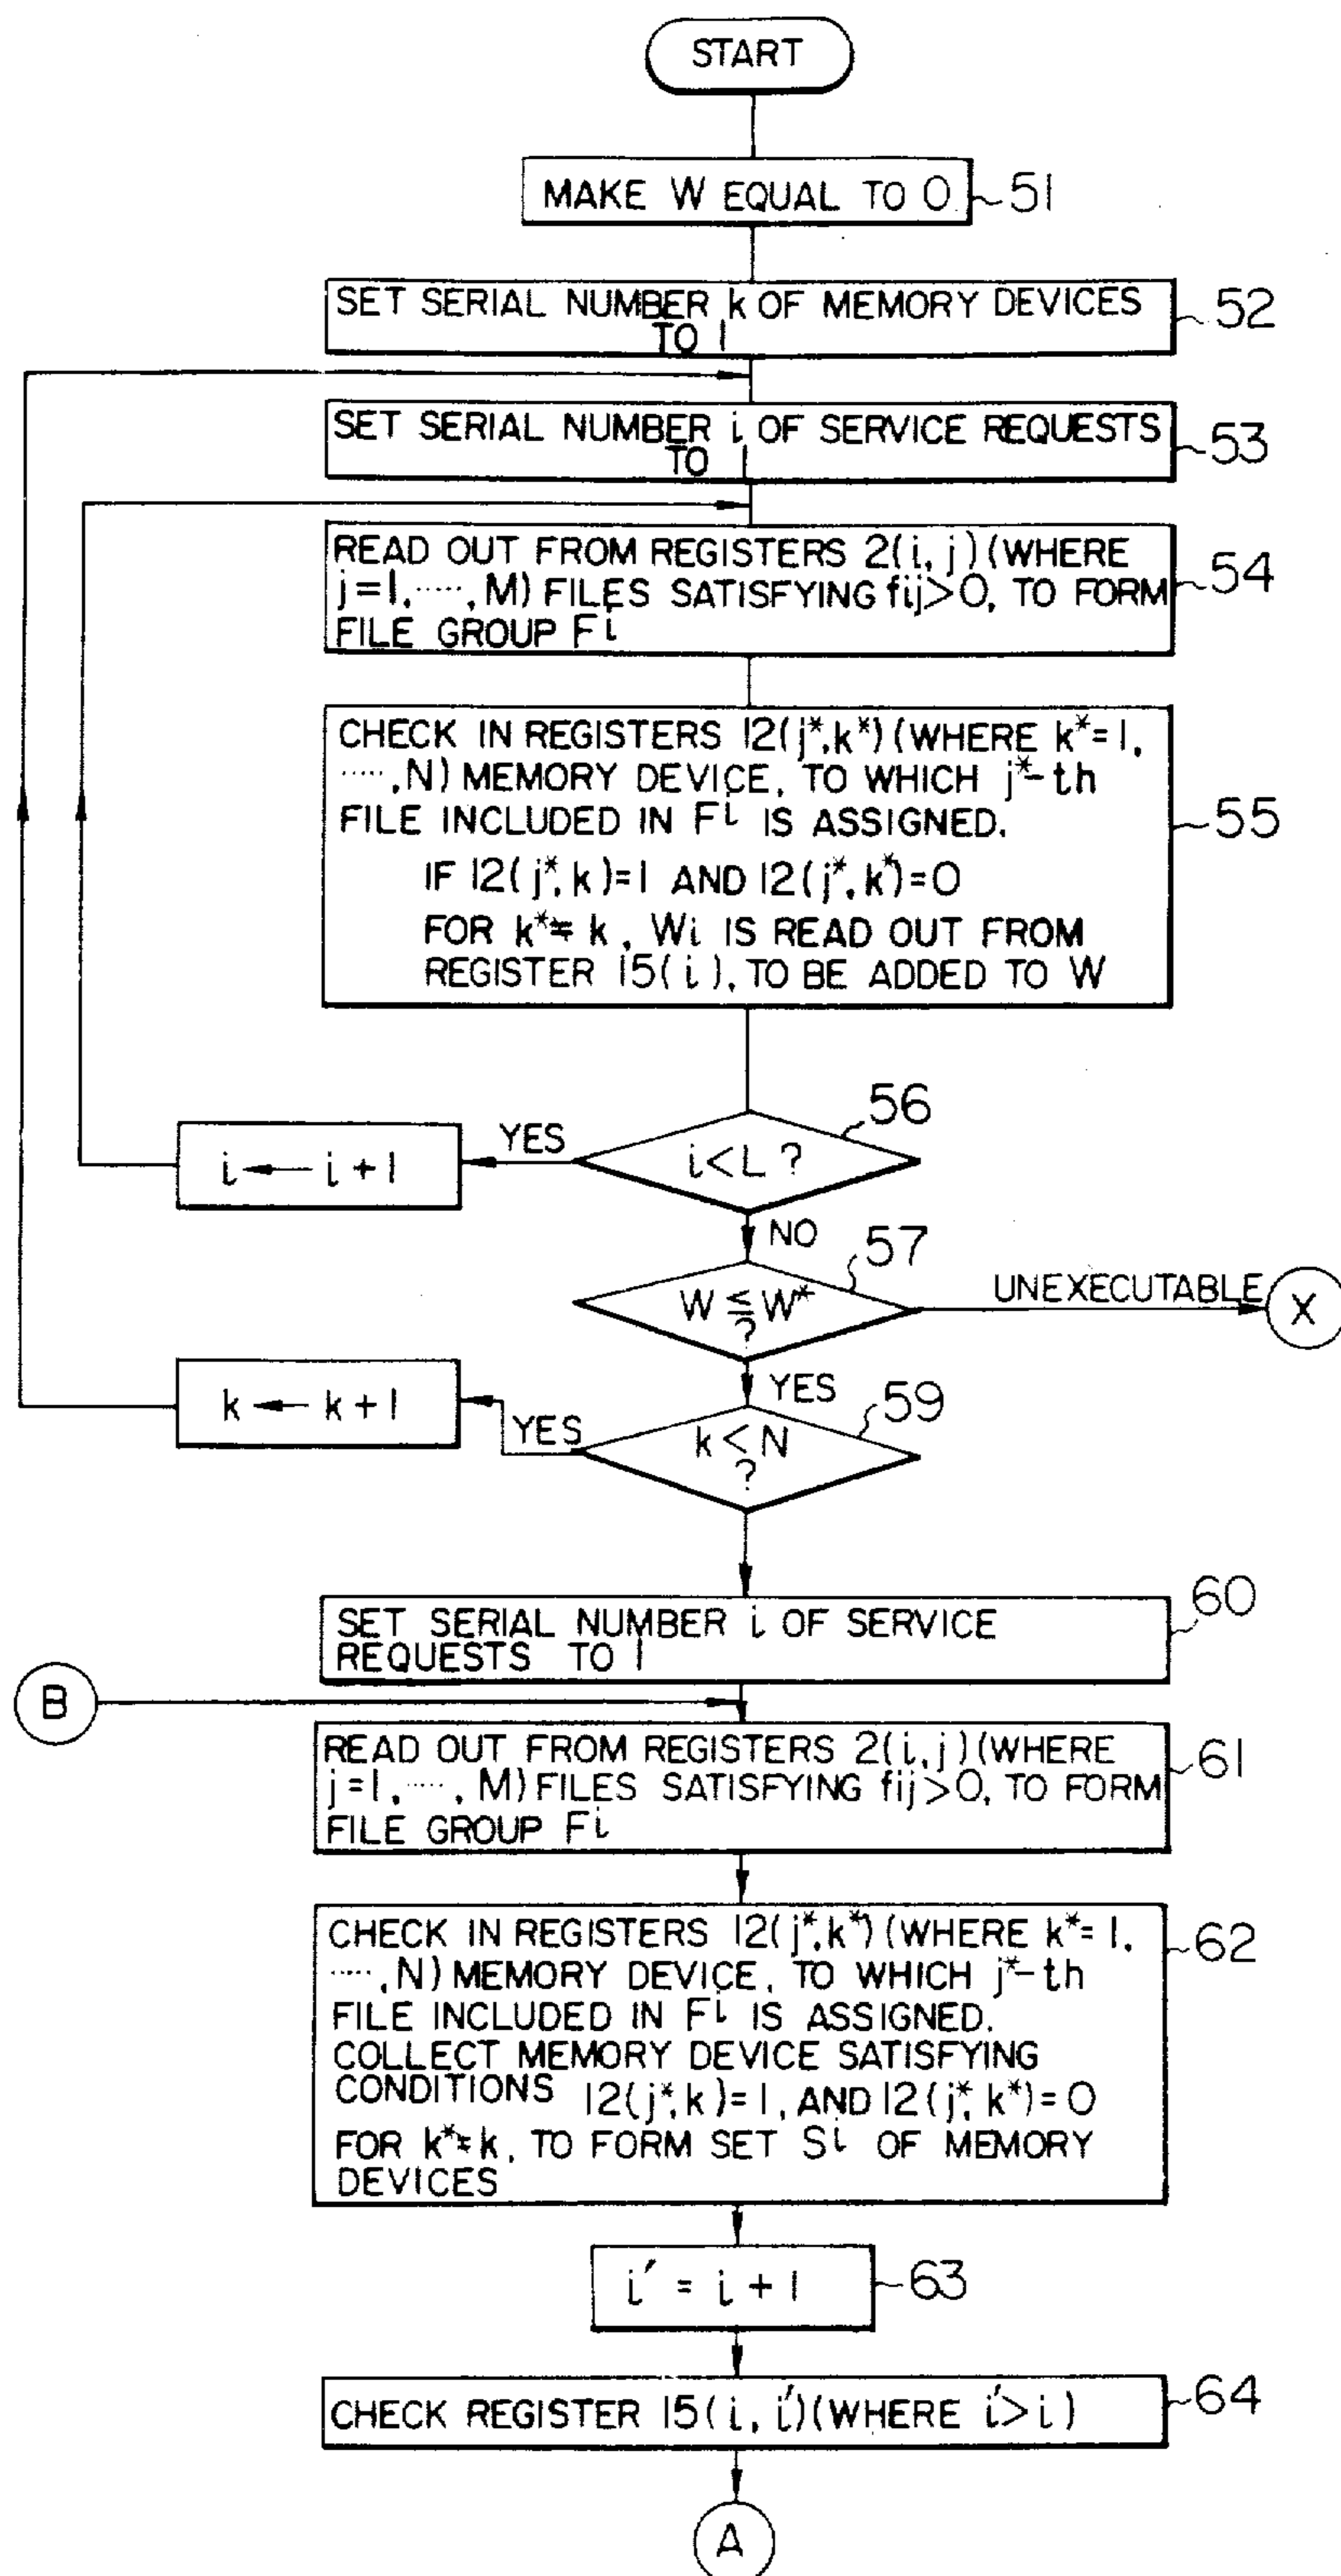 START
MAKE W EQUAL TO 0
51
SET SERIAL NUMBER k OF MEMORY DEVICES
TO 1
52
SET SERIAL NUMBER i OF SERVICE REQUESTS
TO 1
53
READ OUT FROM REGISTERS 2(i, j) (WHERE
j=1, ·····, M) FILES SATISFYING fij>0, TO FORM
FILE GROUP Fi
54
CHECK IN REGISTERS 12(j*, k*) (WHERE k*=1,
·····, N) MEMORY DEVICE, TO WHICH j*-th
FILE INCLUDED IN Fi IS ASSIGNED.
IF 12(j*, k)=1 AND 12(j*, k*)=0
FOR k*≠k, Wi IS READ OUT FROM
REGISTER 15(i), TO BE ADDED TO W
55
56
i<L ?
YES
i ← i+1
NO
57
W ≤ W*
?
UNEXECUTABLE
X
YES
59
k < N
?
YES
k ← k+1
60
SET SERIAL NUMBER i OF SERVICE
REQUESTS TO 1
B
READ OUT FROM REGISTERS 2(i, j) (WHERE
j=1, ·····, M) FILES SATISFYING fij>0, TO FORM
FILE GROUP Fi
61
CHECK IN REGISTERS 12(j*, k*) (WHERE k*=1,
·····, N) MEMORY DEVICE, TO WHICH j*-th
FILE INCLUDED IN Fi IS ASSIGNED.
COLLECT MEMORY DEVICE SATISFYING
CONDITIONS 12(j*, k)=1, AND 12(j*, k*)=0
FOR k*≠k, TO FORM SET Si OF MEMORY
DEVICES
62
i' = i + 1
63
CHECK REGISTER 15(i, i') (WHERE i'>i)
64
A